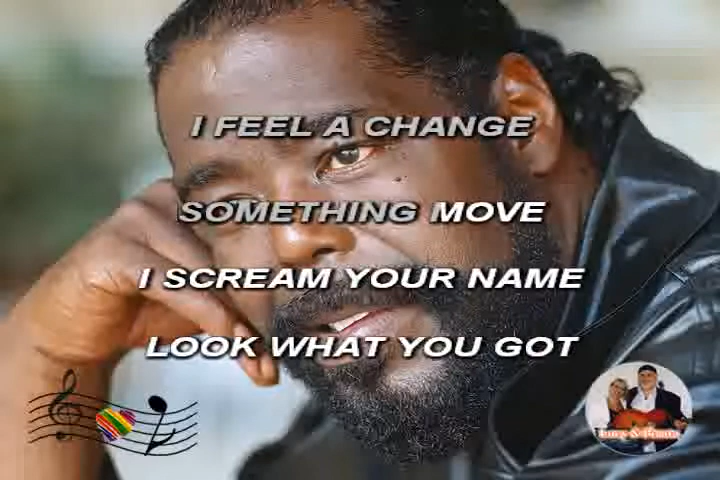 I FEEL A CHANGE
SOMETHING MOVE
I SCREAM YOUR NAME
LOOK WHAT YOU GOT